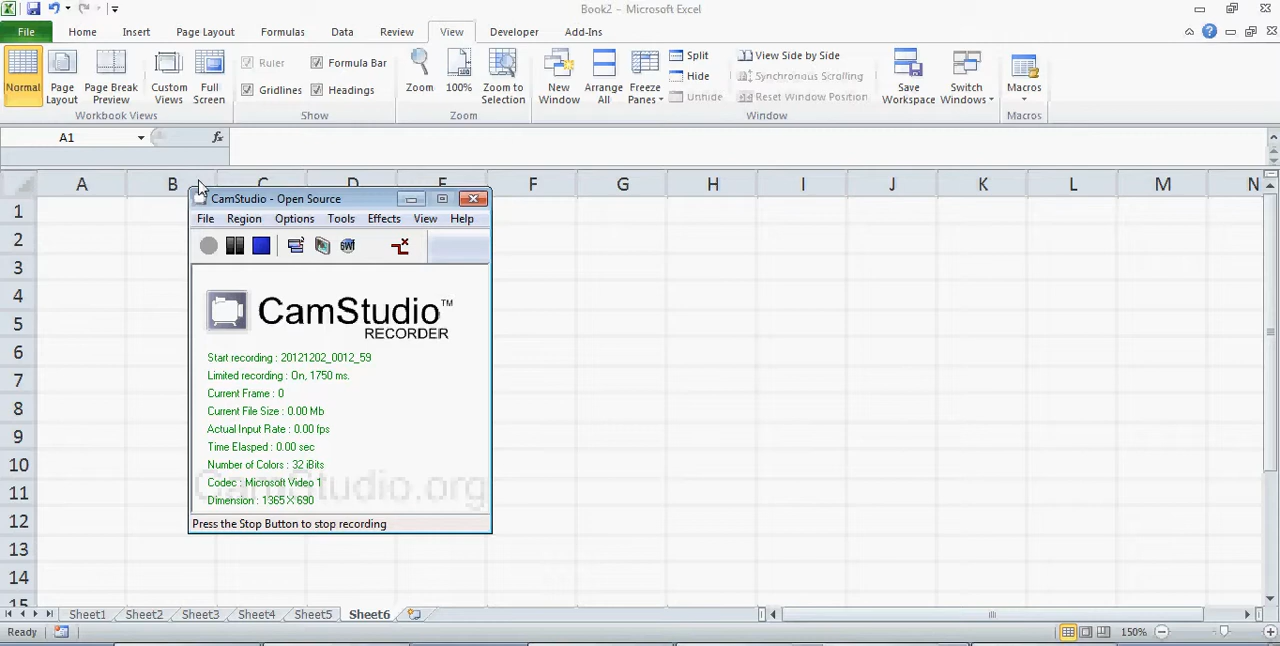 Book2 – Microsoft Excel
File Home Insert Page Layout Formulas Data Review View Developer Add-Ins
Normal
Page Layout
Page Break Preview
Custom Views
Full Screen
Workbook Views
Ruler
Formula Bar
Gridlines
Headings
Show
Zoom
100%
Zoom to Selection
Zoom
New Window
Arrange All
Freeze Panes
Split
Hide
Unhide
View Side by Side
Synchronous Scrolling
Reset Window Position
Save Workspace
Switch Windows
Window
Macros
Macros
A1
fx
A B C D E F G H I J K L M N
1
2
3
4
5
6
7
8
9
10
11
12
13
14
15
CamStudio - Open Source
File Region Options Tools Effects View Help
SWF
CamStudio™
RECORDER
Start recording : 20121202_0012_59
Limited recording : On, 1750 ms.
Current Frame : 0
Current File Size : 0.00 Mb
Actual Input Rate : 0.00 fps
Time Elasped : 0.00 sec
Number of Colors : 32 iBits
Codec : Microsoft Video 1
Dimension : 1365 X 690
CamStudio.org
Press the Stop Button to stop recording
Sheet1 Sheet2 Sheet3 Sheet4 Sheet5 Sheet6
Ready
150%